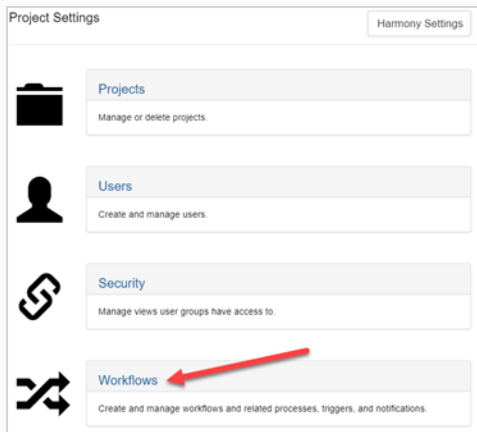 Project Settings
Harmony Settings
Projects
Manage or delete projects.
Users
Create and manage users.
Security
Manage views user groups have access to.
Workflows
Create and manage workflows and related processes, triggers, and notifications.